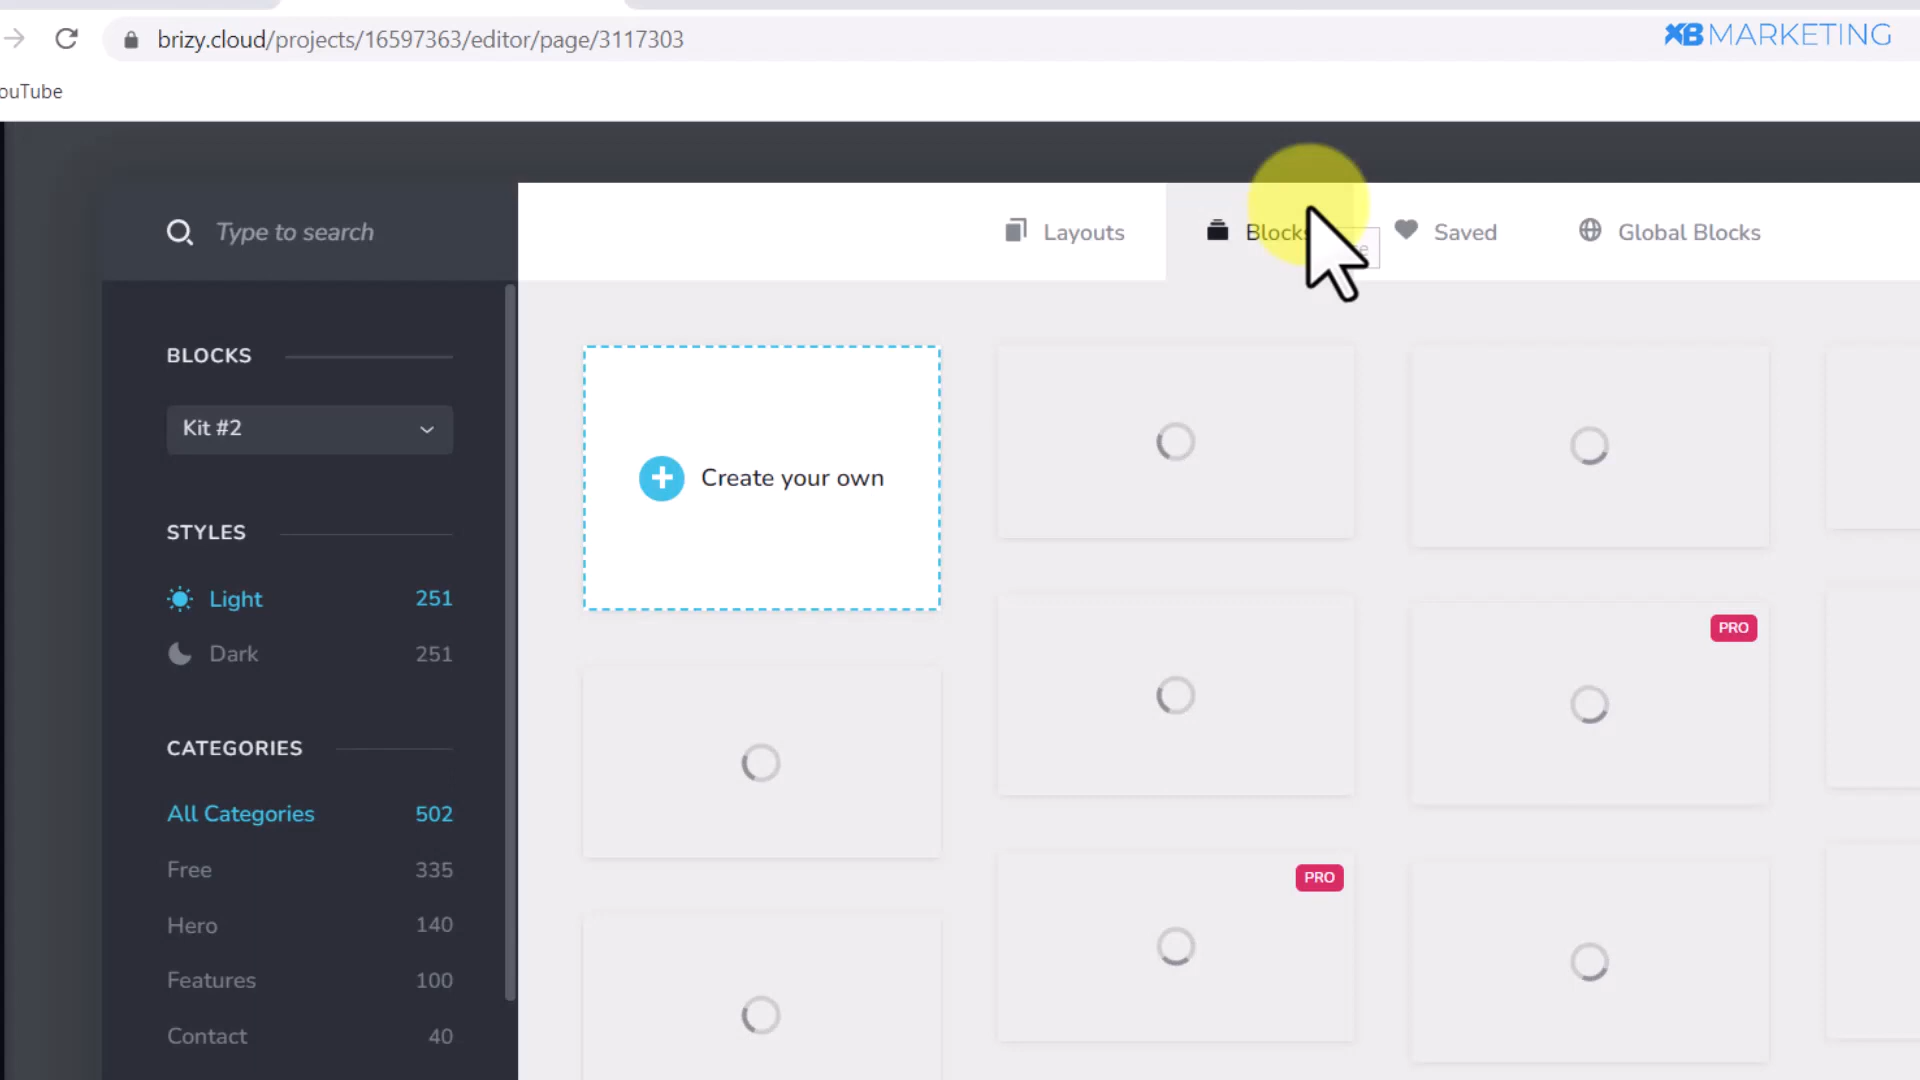 brizy.cloud/projects/16597363/editor/page/3117303
XB MARKETING
ouTube
Type to search
Layouts
Blocks
Saved
Global Blocks
BLOCKS
Kit #2
Create your own
STYLES
Light 251
Dark 251
PRO
CATEGORIES
All Categories 502
Free 335
PRO
Hero 140
Features 100
Contact 40